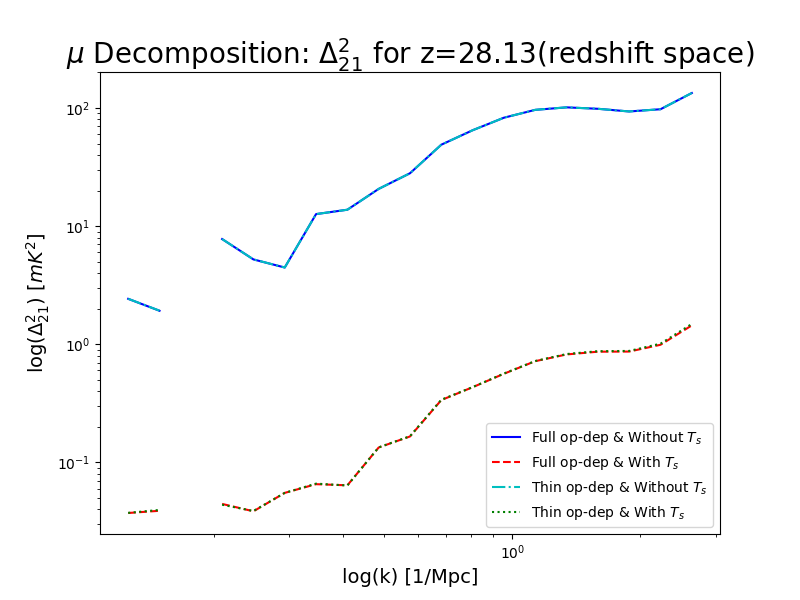 μ Decomposition: Δ²₂₁ for z=28.13(redshift space)
log(Δ²₂₁) [mK²]
10²
10¹
10⁰
10⁻¹
Full op-dep & Without Tₛ
Full op-dep & With Tₛ
Thin op-dep & Without Tₛ
Thin op-dep & With Tₛ
10⁰
log(k) [1/Mpc]